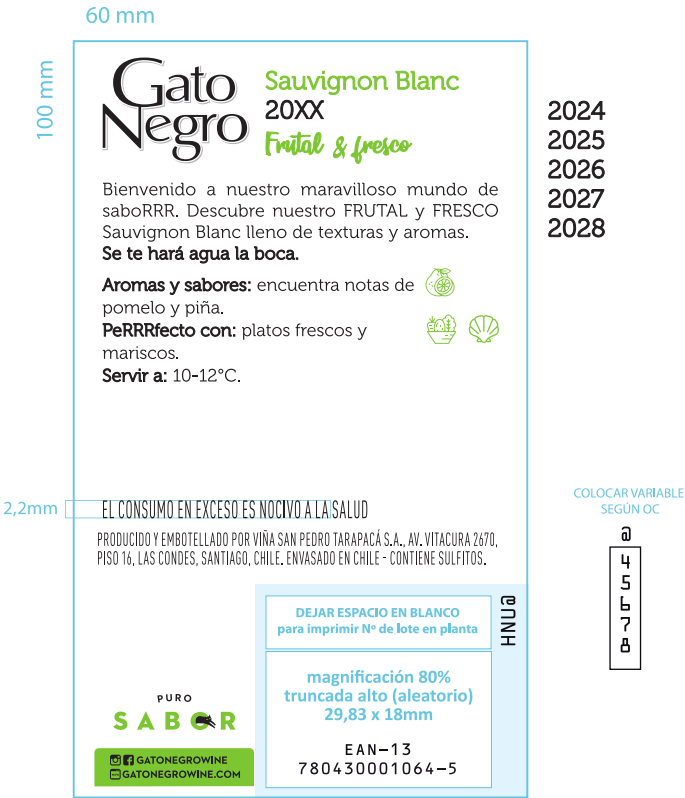 60 mm
100 mm
Gato
Negro
Sauvignon Blanc
20XX
Frutal & fresco
2024
2025
2026
2027
2028
Bienvenido a nuestro maravilloso mundo de
saboRRR. Descubre nuestro FRUTAL y FRESCO
Sauvignon Blanc lleno de texturas y aromas.
Se te hará agua la boca.
Aromas y sabores: encuentra notas de
pomelo y piña.
PeRRRfecto con: platos frescos y
mariscos.
Servir a: 10-12°C.
2,2mm
EL CONSUMO EN EXCESO ES NOCIVO A LA SALUD
PRODUCIDO Y EMBOTELLADO POR VIÑA SAN PEDRO TARAPACÁ S.A., AV. VITACURA 2670,
PISO 16, LAS CONDES, SANTIAGO, CHILE. ENVASADO EN CHILE - CONTIENE SULFITOS.
COLOCAR VARIABLE
SEGÚN OC
@
4
5
6
7
8
DEJAR ESPACIO EN BLANCO
para imprimir Nº de lote en planta
HNU@
magnificación 80%
truncada alto (aleatorio)
29,83 x 18mm
EAN-13
780430001064-5
PURO
SABOR
GATONEGROWINE
GATONEGROWINE.COM